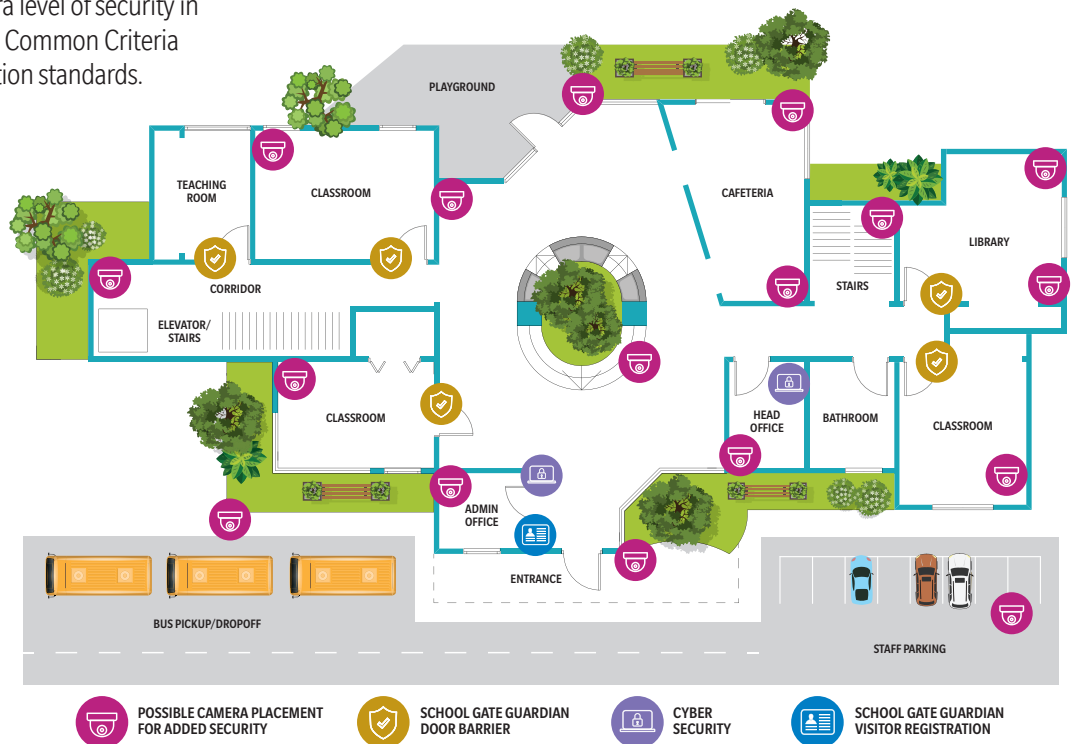 level of security in
Common Criteria
standards.
PLAYGROUND
TEACHING
ROOM
CLASSROOM
CAFETERIA
LIBRARY
CORRIDOR
STAIRS
ELEVATOR/
STAIRS
CLASSROOM
HEAD
OFFICE
BATHROOM
CLASSROOM
ADMIN
OFFICE
ENTRANCE
BUS PICKUP/DROPOFF
STAFF PARKING
POSSIBLE CAMERA PLACEMENT
FOR ADDED SECURITY
SCHOOL GATE GUARDIAN
DOOR BARRIER
CYBER
SECURITY
SCHOOL GATE GUARDIAN
VISITOR REGISTRATION